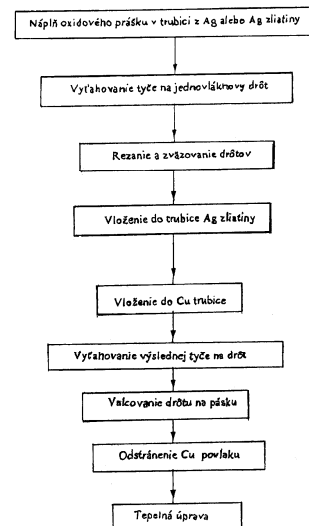 Náplň oxidového prášku v trubici z Ag alebo Ag zliatiny
Vyťahovanie tyče na jednovláknový drôt
Rezanie a zväzovanie drôtov
Vloženie do trubice Ag zliatiny
Vloženie do Cu trubice
Vyťahovanie výslednej tyče na drôt
Valcovanie drôtu na pásku
Odstránenie Cu povlaku
Tepelná úprava